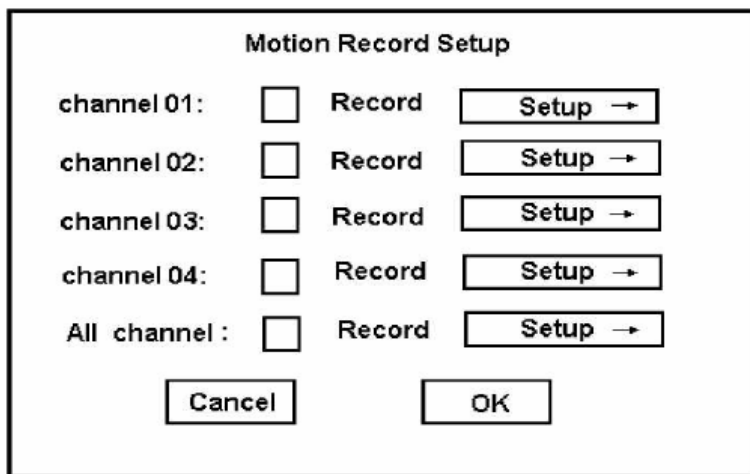 Motion Record Setup
channel 01: Record Setup →
channel 02: Record Setup →
channel 03: Record Setup →
channel 04: Record Setup →
All channel : Record Setup →
Cancel OK